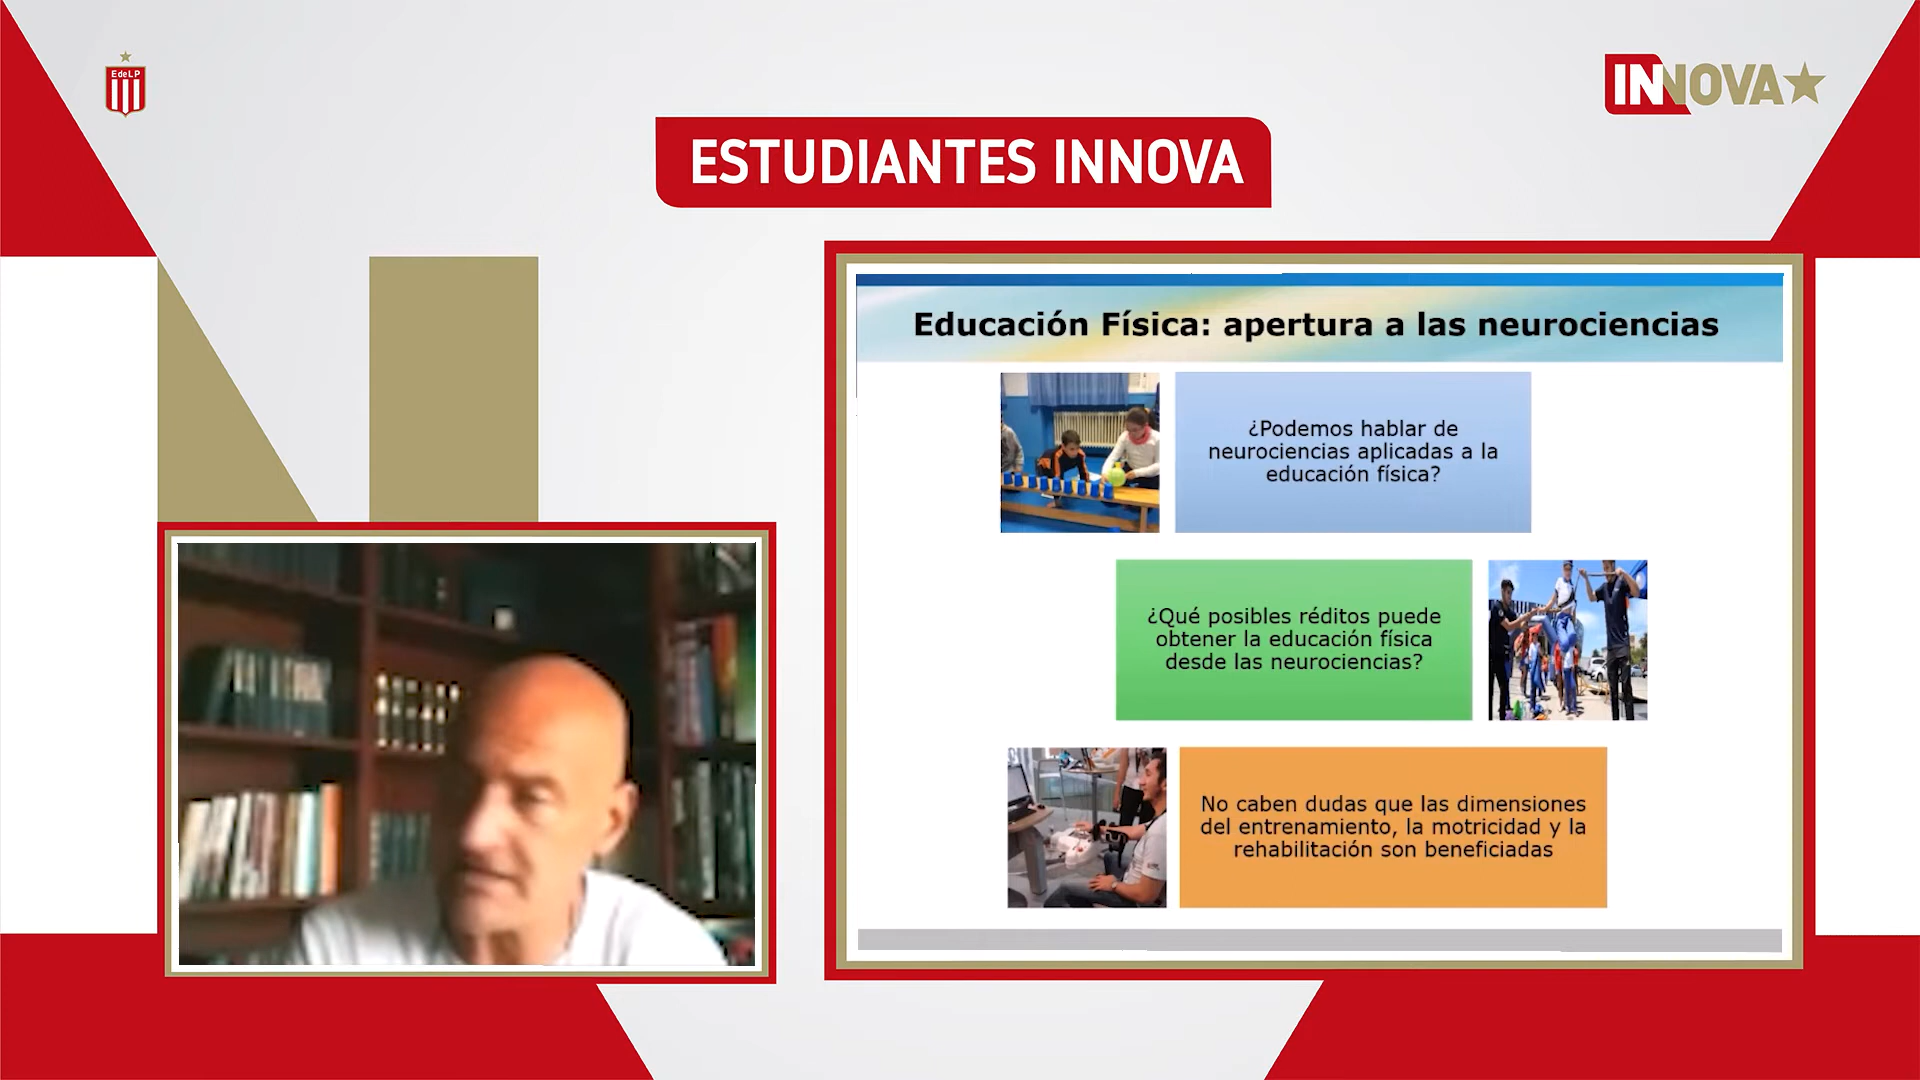 EdeLP
INNOVA
ESTUDIANTES INNOVA
Educación Física: apertura a las neurociencias
¿Podemos hablar de
neurociencias aplicadas a la
educación física?
¿Qué posibles réditos puede
obtener la educación física
desde las neurociencias?
No caben dudas que las dimensiones
del entrenamiento, la motricidad y la
rehabilitación son beneficiadas